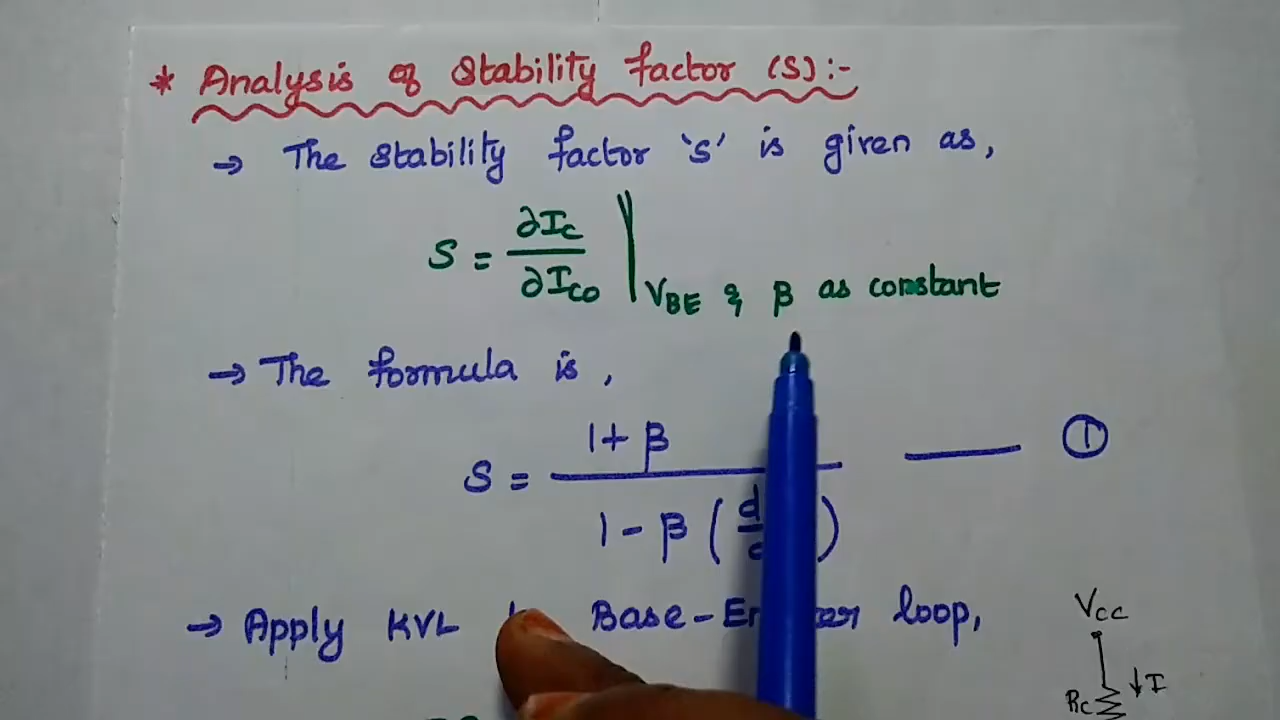 * Analysis of Stability factor (S):-
→ The stability factor 's' is given as,
S = ∂Ic / ∂Ico | VBE & β as constant
→ The formula is,
S = 1+β / 1-β ( d ) —— ①
→ Apply KVL Base- loop,
Vcc
Rc ↓I